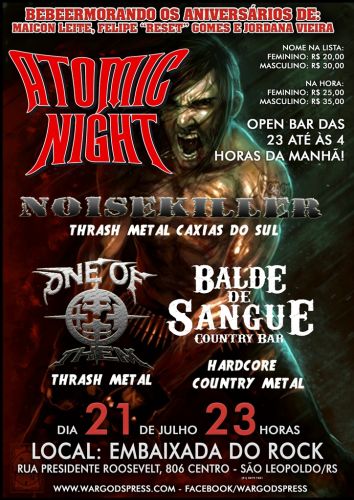 BEBEERMORANDO OS ANIVERSÁRIOS DE:
MAICON LEITE, FELIPE "RESET" GOMES E JORDANA VIEIRA
ATOMIC
NIGHT
NOME NA LISTA:
FEMININO: R$ 20,00
MASCULINO: R$ 30,00
NA HORA:
FEMININO: R$ 25,00
MASCULINO: R$ 35,00
OPEN BAR DAS
23 ATÉ ÀS 4
HORAS DA MANHÃ!
NOISEKILLER
THRASH METAL CAXIAS DO SUL
ONE OF
THEM
THRASH METAL
BALDE
DE
SANGUE
COUNTRY BAR
HARDCORE
COUNTRY METAL
DIA 21 DE JULHO 23 HORAS
LOCAL: EMBAIXADA DO ROCK
RUA PRESIDENTE ROOSEVELT, 806 CENTRO - SÃO LEOPOLDO/RS
WWW.WARGODSPRESS.COM - FACEBOOK/WARGODSPRESS